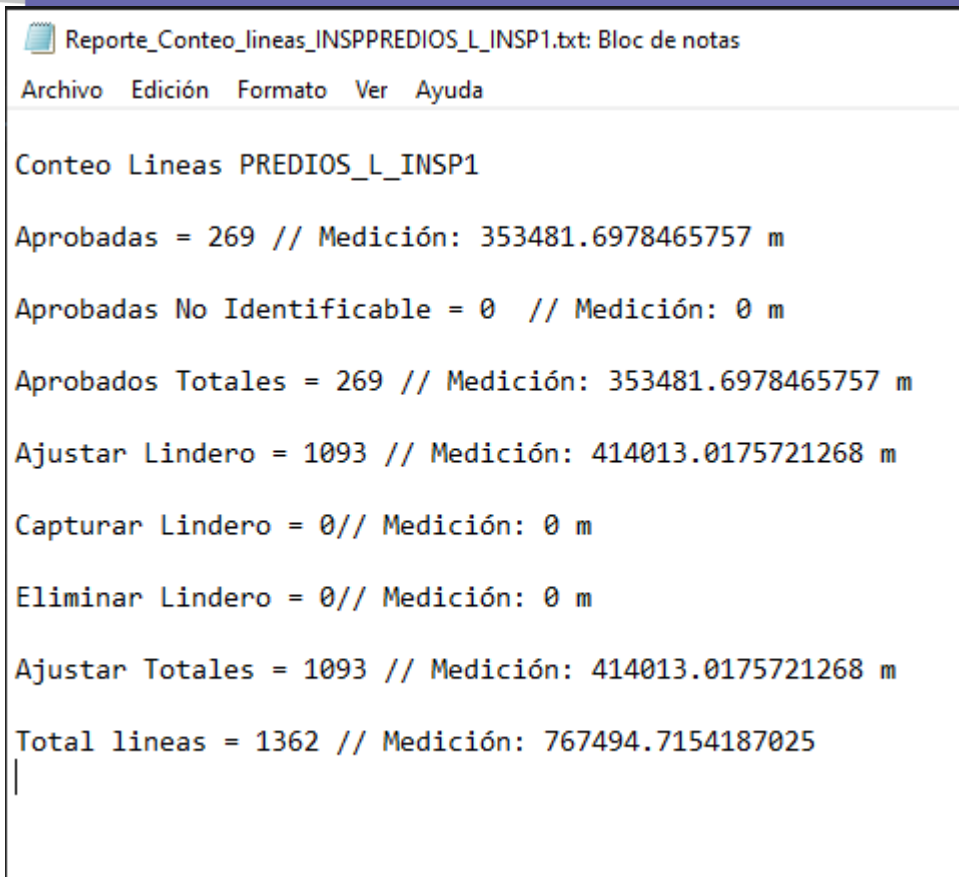 Reporte_Conteo_lineas_INSPPREDIOS_L_INSP1.txt: Bloc de notas
Archivo Edición Formato Ver Ayuda
Conteo Lineas PREDIOS_L_INSP1
Aprobadas = 269 // Medición: 353481.6978465757 m
Aprobadas No Identificable = 0  // Medición: 0 m
Aprobados Totales = 269 // Medición: 353481.6978465757 m
Ajustar Lindero = 1093 // Medición: 414013.0175721268 m
Capturar Lindero = 0// Medición: 0 m
Eliminar Lindero = 0// Medición: 0 m
Ajustar Totales = 1093 // Medición: 414013.0175721268 m
Total lineas = 1362 // Medición: 767494.7154187025